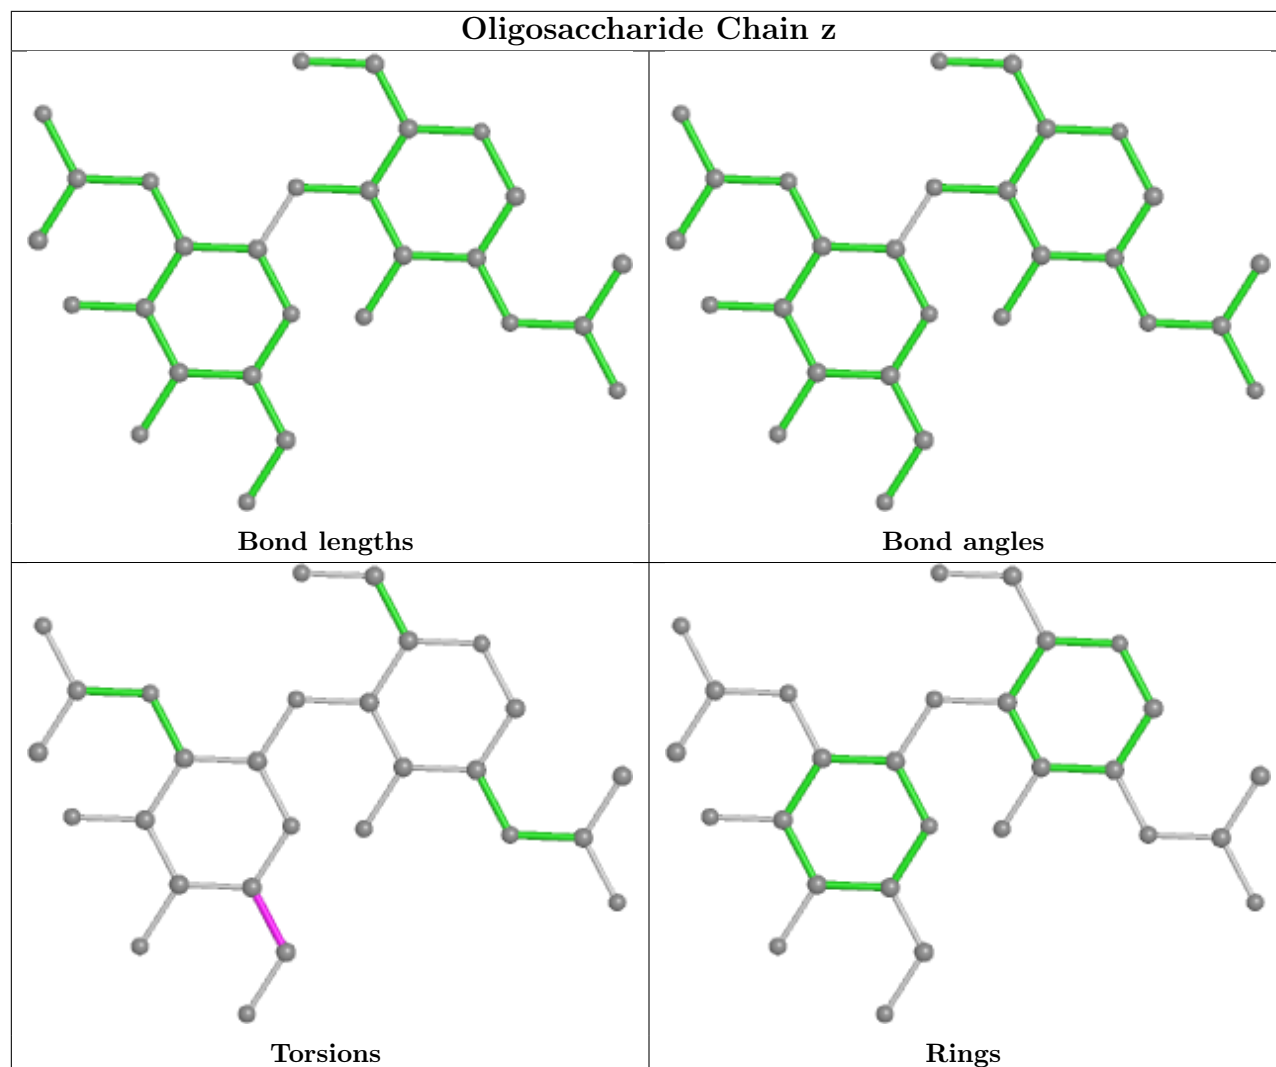 Oligosaccharide Chain z
Bond lengths
Bond angles
Torsions
Rings